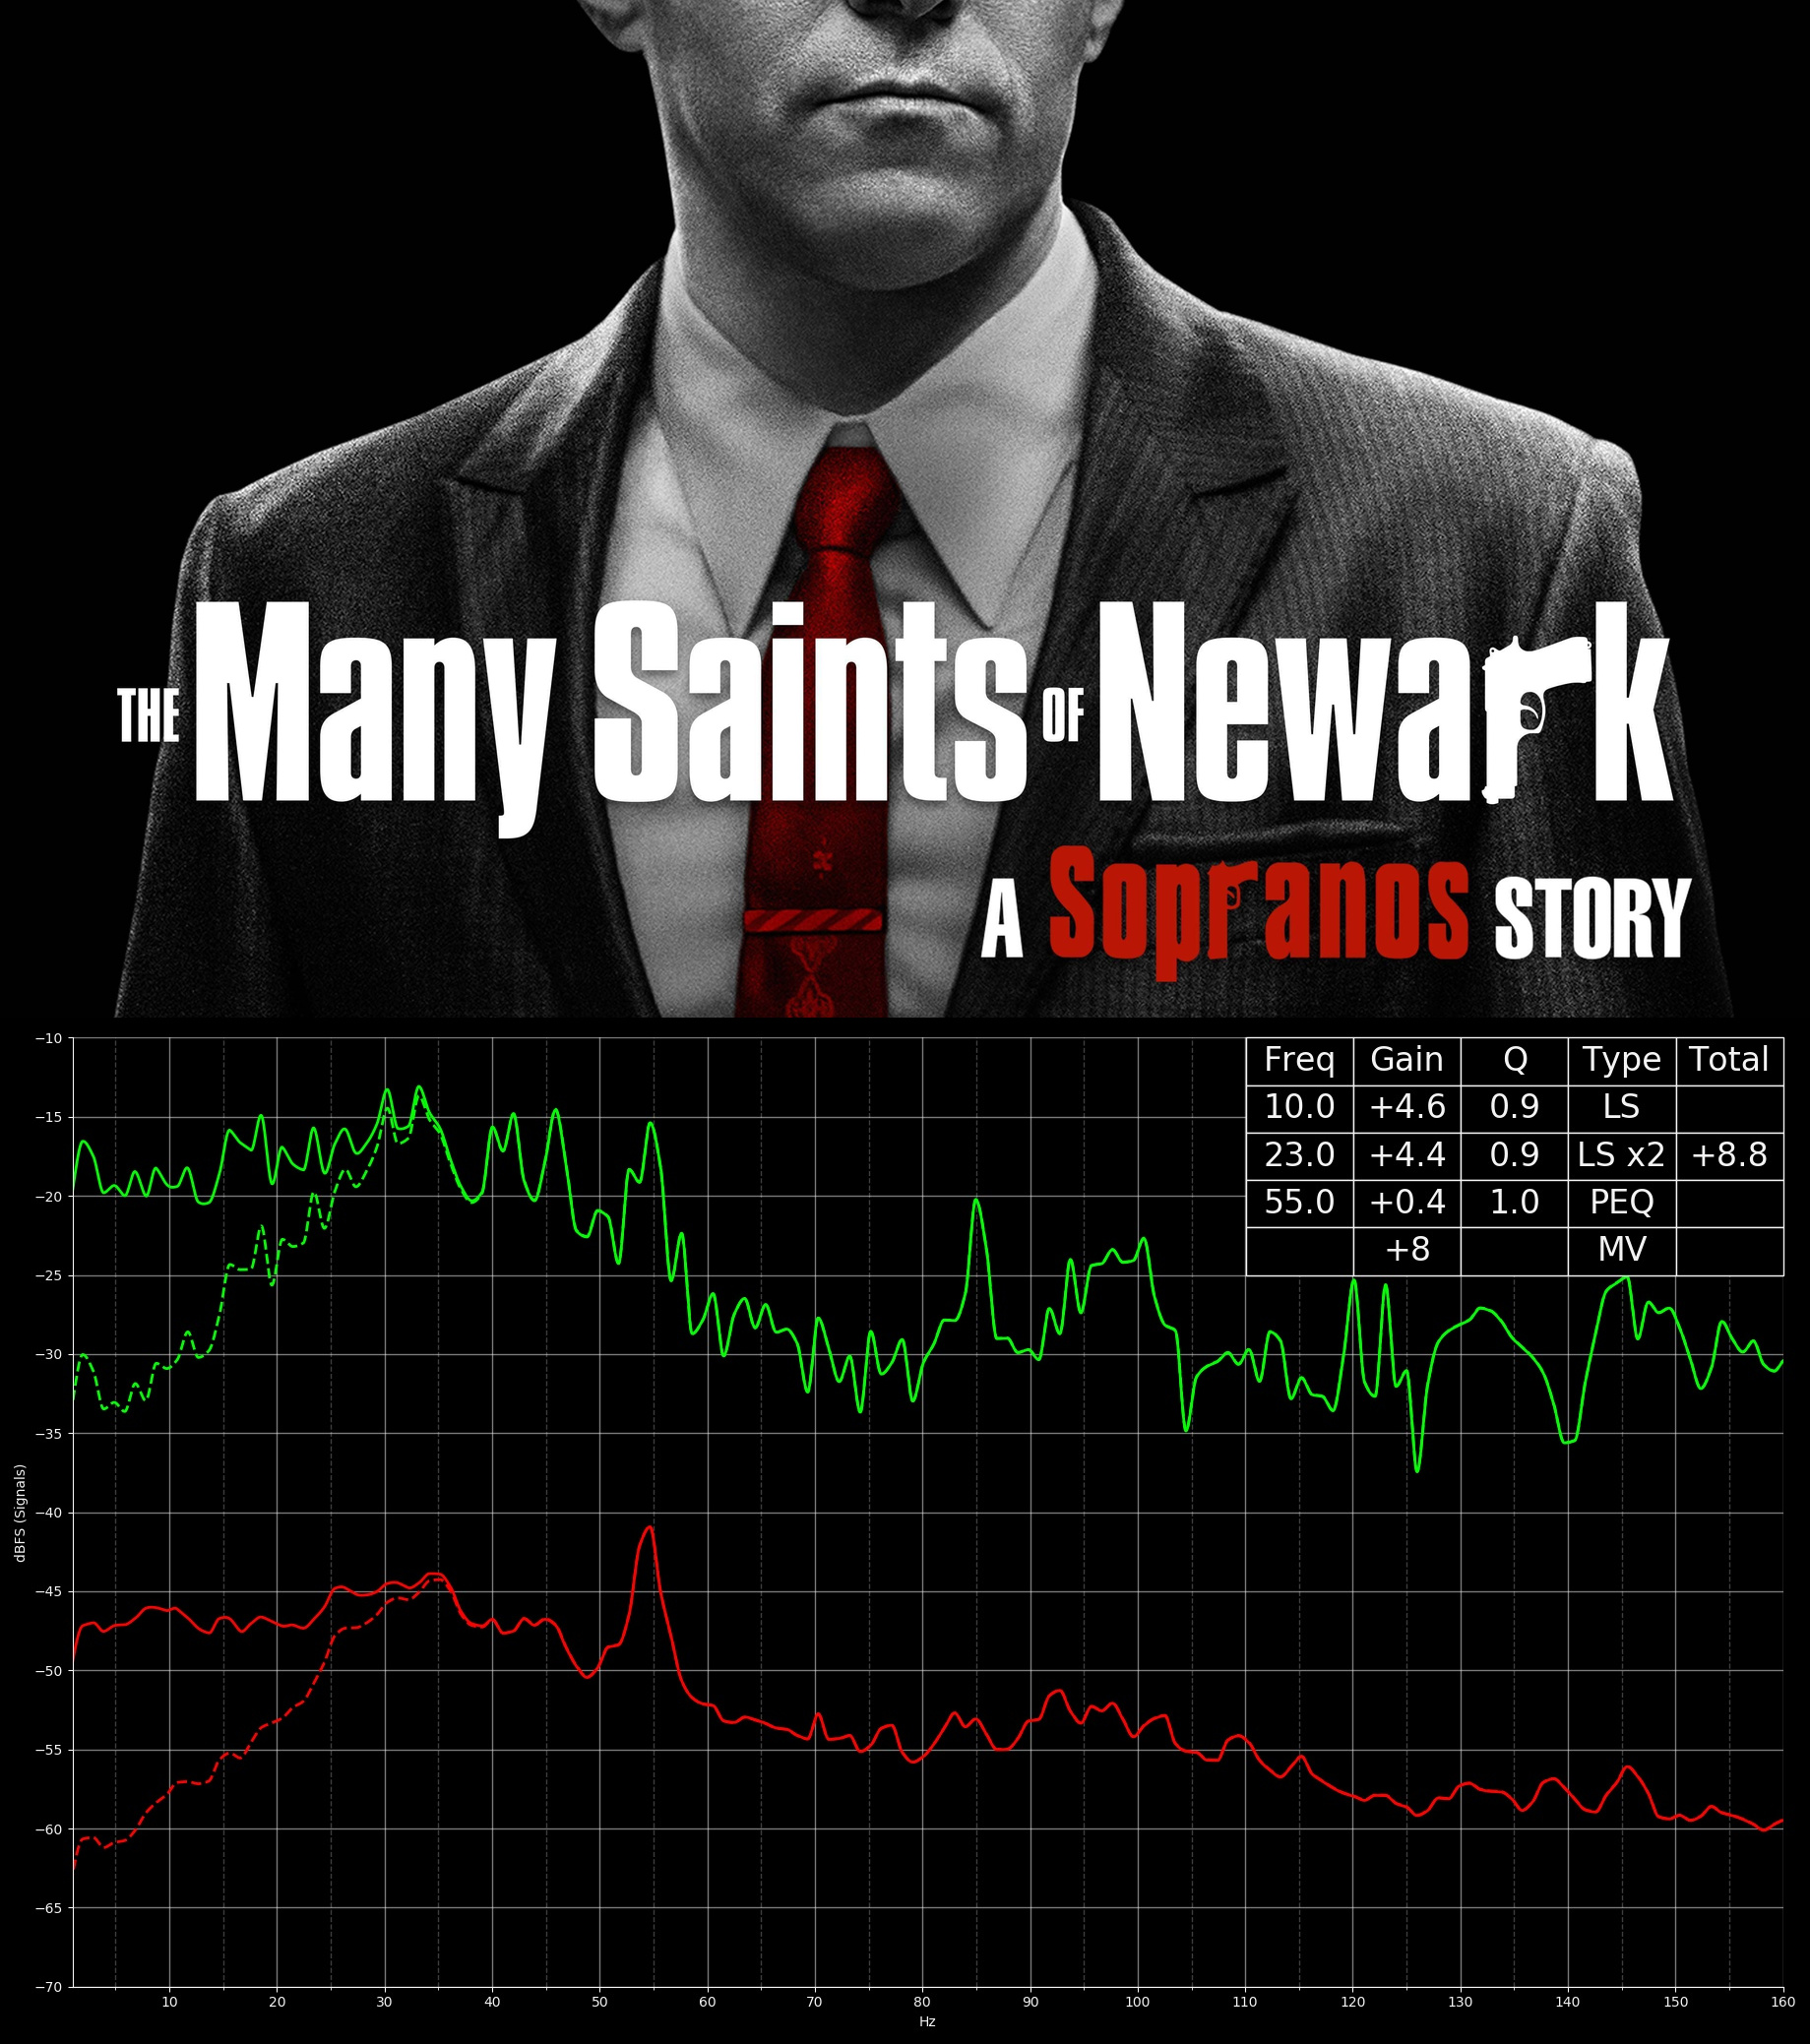 THE Many Saints OF Newark
A Sopranos STORY
Freq Gain Q Type Total
10.0 +4.6 0.9 LS
23.0 +4.4 0.9 LS x2 +8.8
55.0 +0.4 1.0 PEQ
+8 MV
−10
−15
−20
−25
−30
−35
−40
−45
−50
−55
−60
−65
−70
dBFS (Signals)
10 20 30 40 50 60 70 80 90 100 110 120 130 140 150 160
Hz